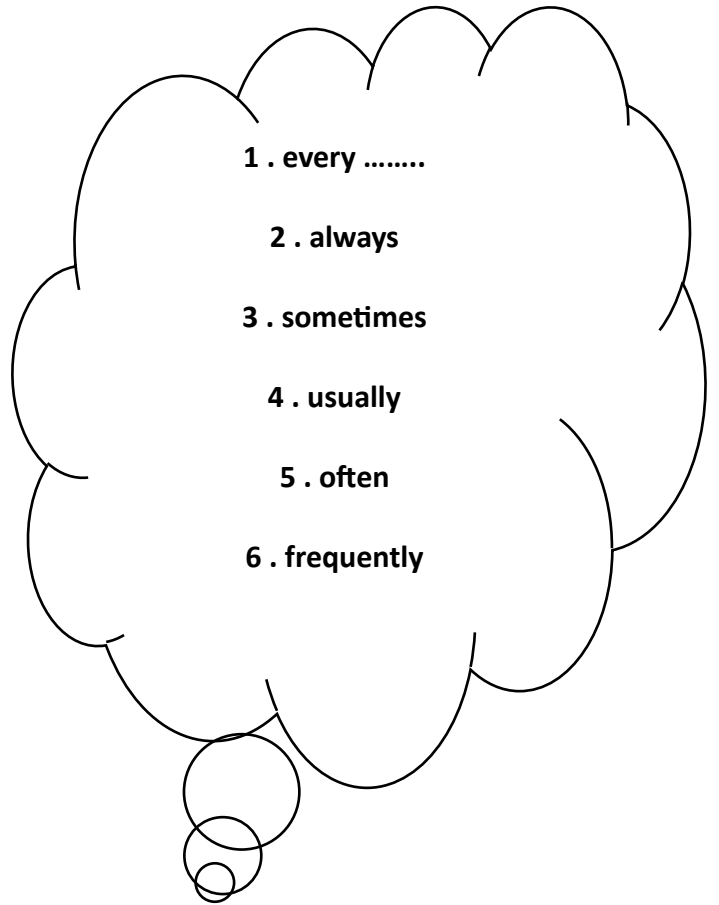 1 . every ........
2 . always
3 . sometimes
4 . usually
5 . often
6 . frequently